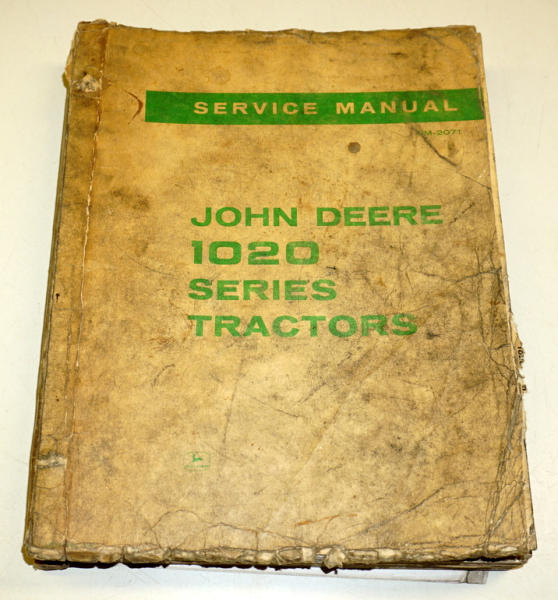 SERVICE MANUAL
JOHN DEERE
1020
SERIES
TRACTORS